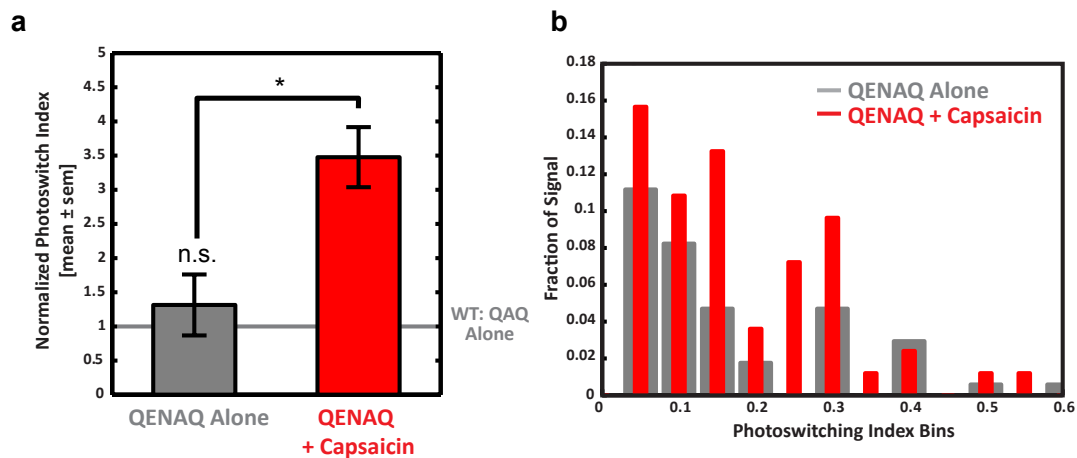 a
Normalized Photoswitch Index
[mean ± sem]
5
4.5
4
3.5
3
2.5
2
1.5
1
0.5
0
*
n.s.
WT: QAQ
Alone
QENAQ Alone
QENAQ
+ Capsaicin
b
Fraction of Signal
0.18
0.16
0.14
0.12
0.1
0.08
0.06
0.04
0.02
0
QENAQ Alone
QENAQ + Capsaicin
0 0.1 0.2 0.3 0.4 0.5 0.6
Photoswitching Index Bins